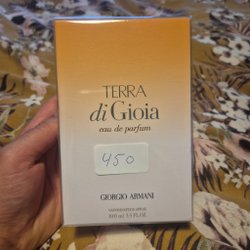 TERRA
di Gioia
eau de parfum
450
GIORGIO ARMANI
100 ml 3.4 FL.OZ